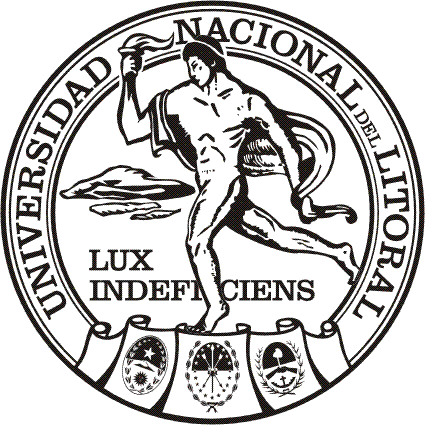 UNIVERSIDAD NACIONAL DEL LITORAL
LUX
INDEFICIENS